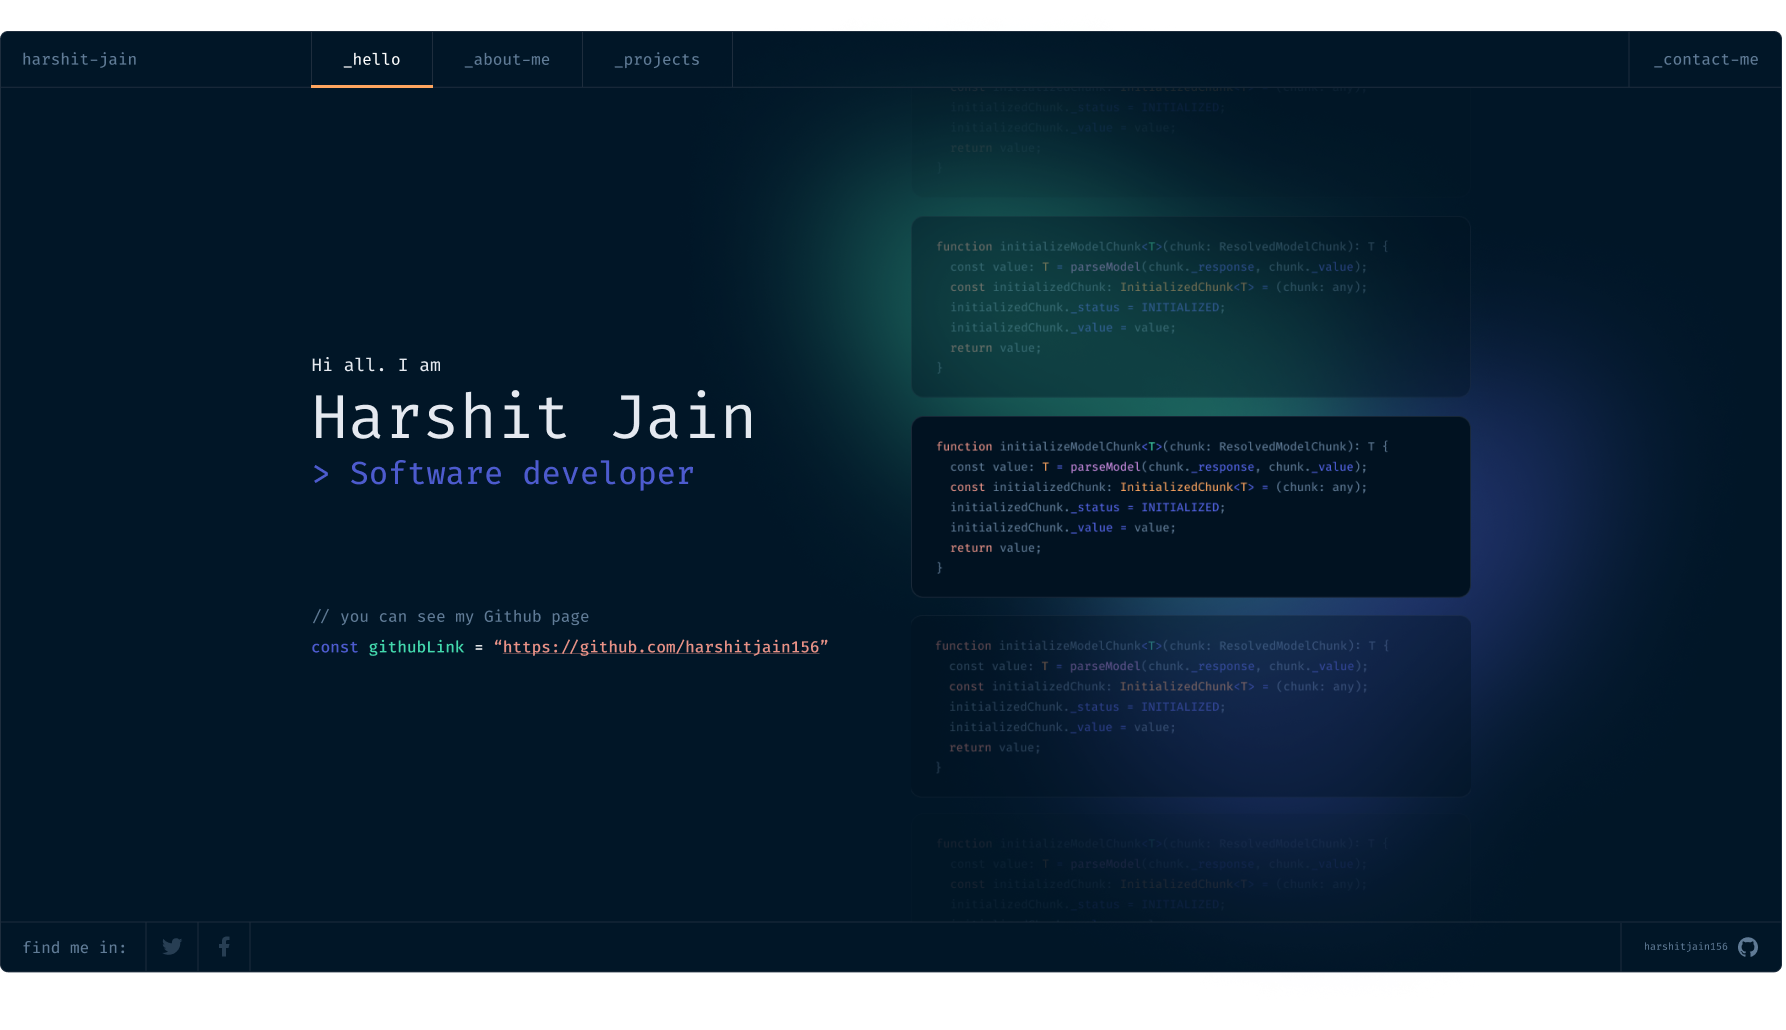 harshit-jain
_hello
_about-me
_projects
_contact-me
const initializedChunk: InitializedChunk<T> = (chunk: any);
initializedChunk._status = INITIALIZED;
initializedChunk._value = value;
return value;
}
function initializeModelChunk<T>(chunk: ResolvedModelChunk): T {
const value: T = parseModel(chunk._response, chunk._value);
const initializedChunk: InitializedChunk<T> = (chunk: any);
initializedChunk._status = INITIALIZED;
initializedChunk._value = value;
return value;
}
Hi all. I am
Harshit Jain
> Software developer
function initializeModelChunk<T>(chunk: ResolvedModelChunk): T {
const value: T = parseModel(chunk._response, chunk._value);
const initializedChunk: InitializedChunk<T> = (chunk: any);
initializedChunk._status = INITIALIZED;
initializedChunk._value = value;
return value;
}
// you can see my Github page
const githubLink = “https://github.com/harshitjain156”
function initializeModelChunk<T>(chunk: ResolvedModelChunk): T {
const value: T = parseModel(chunk._response, chunk._value);
const initializedChunk: InitializedChunk<T> = (chunk: any);
initializedChunk._status = INITIALIZED;
initializedChunk._value = value;
return value;
}
function initializeModelChunk<T>(chunk: ResolvedModelChunk): T {
const value: T = parseModel(chunk._response, chunk._value);
const initializedChunk: InitializedChunk<T> = (chunk: any);
initializedChunk._status = INITIALIZED;
find me in:
harshitjain156